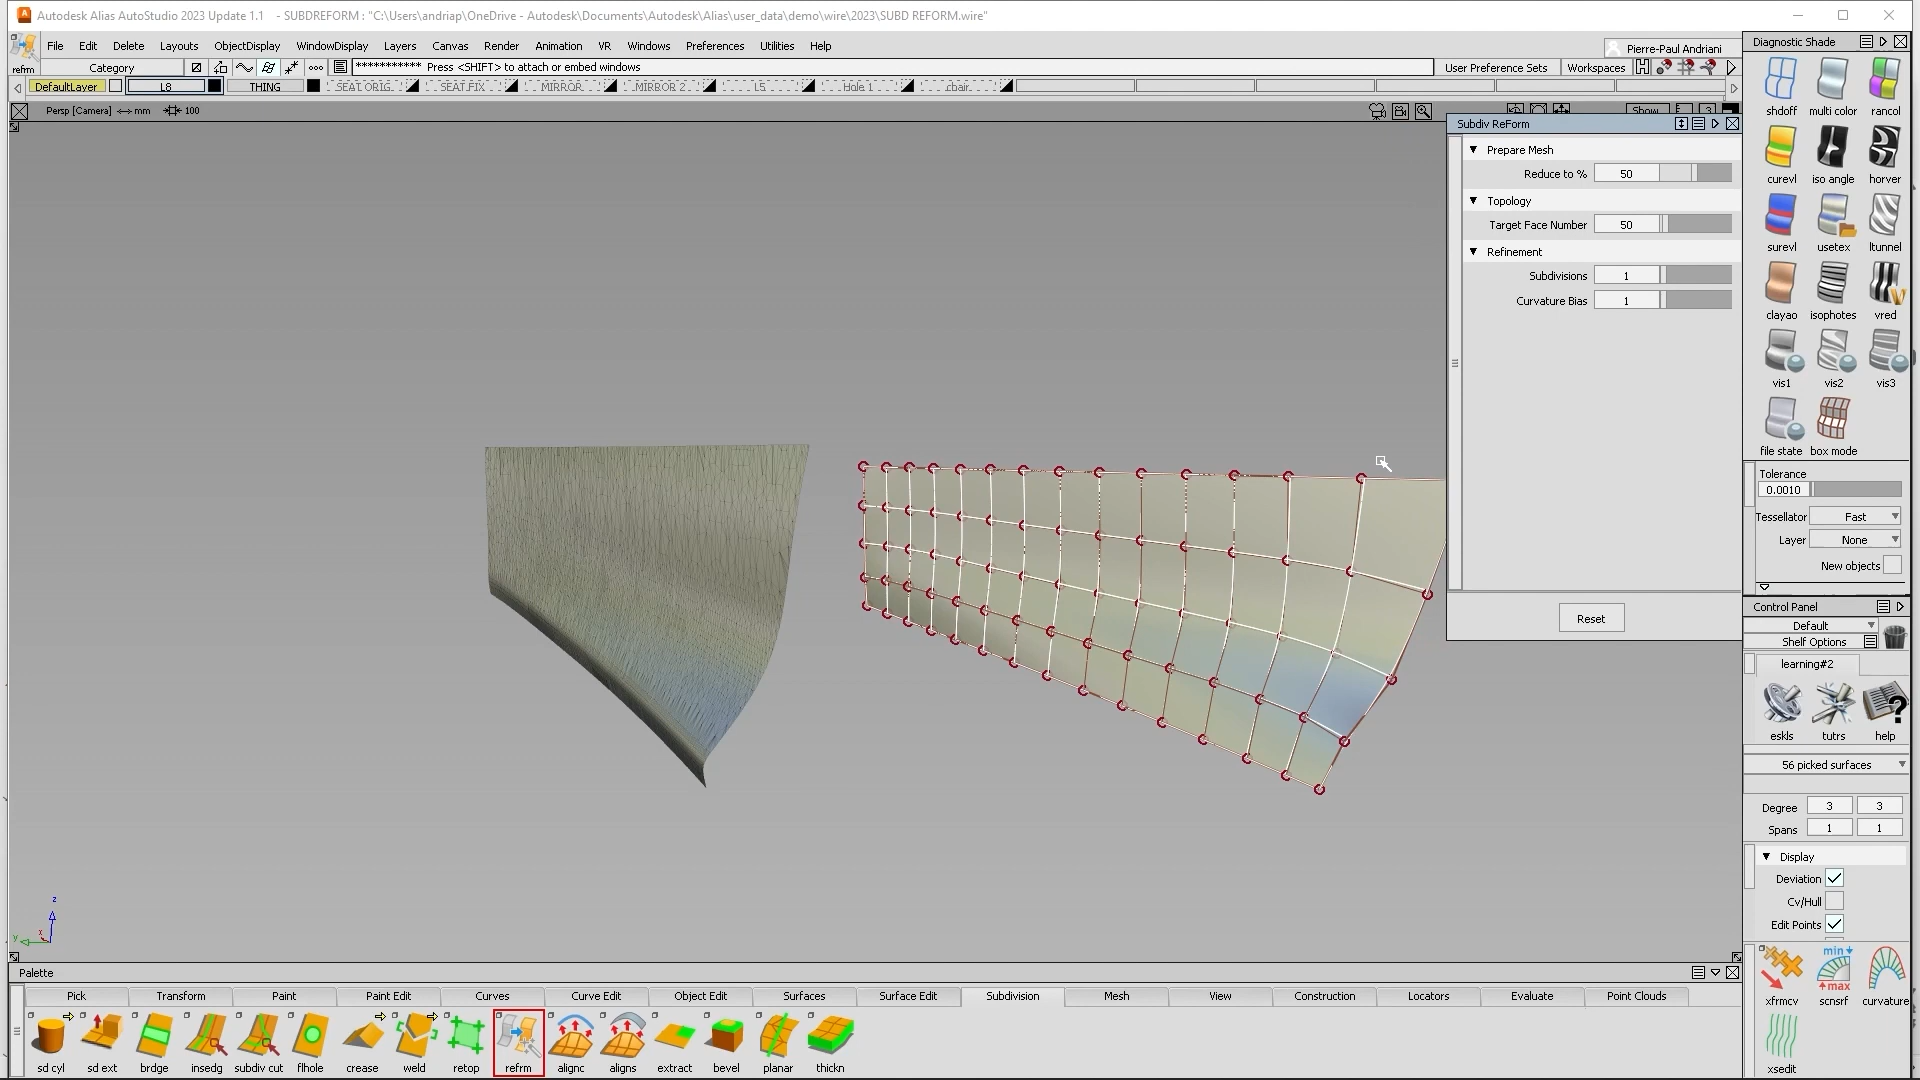 Autodesk Alias AutoStudio 2023 Update 1.1 - SUBDREFORM : "C:\Users\andriap\OneDrive - Autodesk\Documents\Autodesk\Alias\user_data\demo\wire\2023\SUBD REFORM.wire"
File Edit Delete Layouts ObjectDisplay WindowDisplay Layers Canvas Render Animation VR Windows Preferences Utilities Help
Pierre-Paul Andriani
refrm Category *********** Press <SHIFT> to attach or embed windows User Preference Sets Workspaces
DefaultLayer L8 THING SEAT ORIG. SEAT FIX MIRROR MIRROR 2 L5 Hole 1 chair
Persp [Camera] mm 100 Show 3
Subdiv ReForm
Prepare Mesh
Reduce to % 50
Topology
Target Face Number 50
Refinement
Subdivisions 1
Curvature Bias 1
Reset
Diagnostic Shade
shdoff multi color rancol
curevl iso angle horver
surevl usetex ltunnel
clayao isophotes vred
vis1 vis2 vis3
file state box mode
Tolerance
0.0010
Tessellator Fast
Layer None
New objects
Control Panel
Default
Shelf Options
learning#2
eskls tutrs help
56 picked surfaces
Degree 3 3
Spans 1 1
Display
Deviation
Cv/Hull
Edit Points
min
max
xfrmcv scnsrf curvature
xsedit
z
y x
Palette
Pick Transform Paint Paint Edit Curves Curve Edit Object Edit Surfaces Surface Edit Subdivision Mesh View Construction Locators Evaluate Point Clouds
sd cyl sd ext brdge insedg subdiv cut flhole crease weld retop refrm alignc aligns extract bevel planar thickn